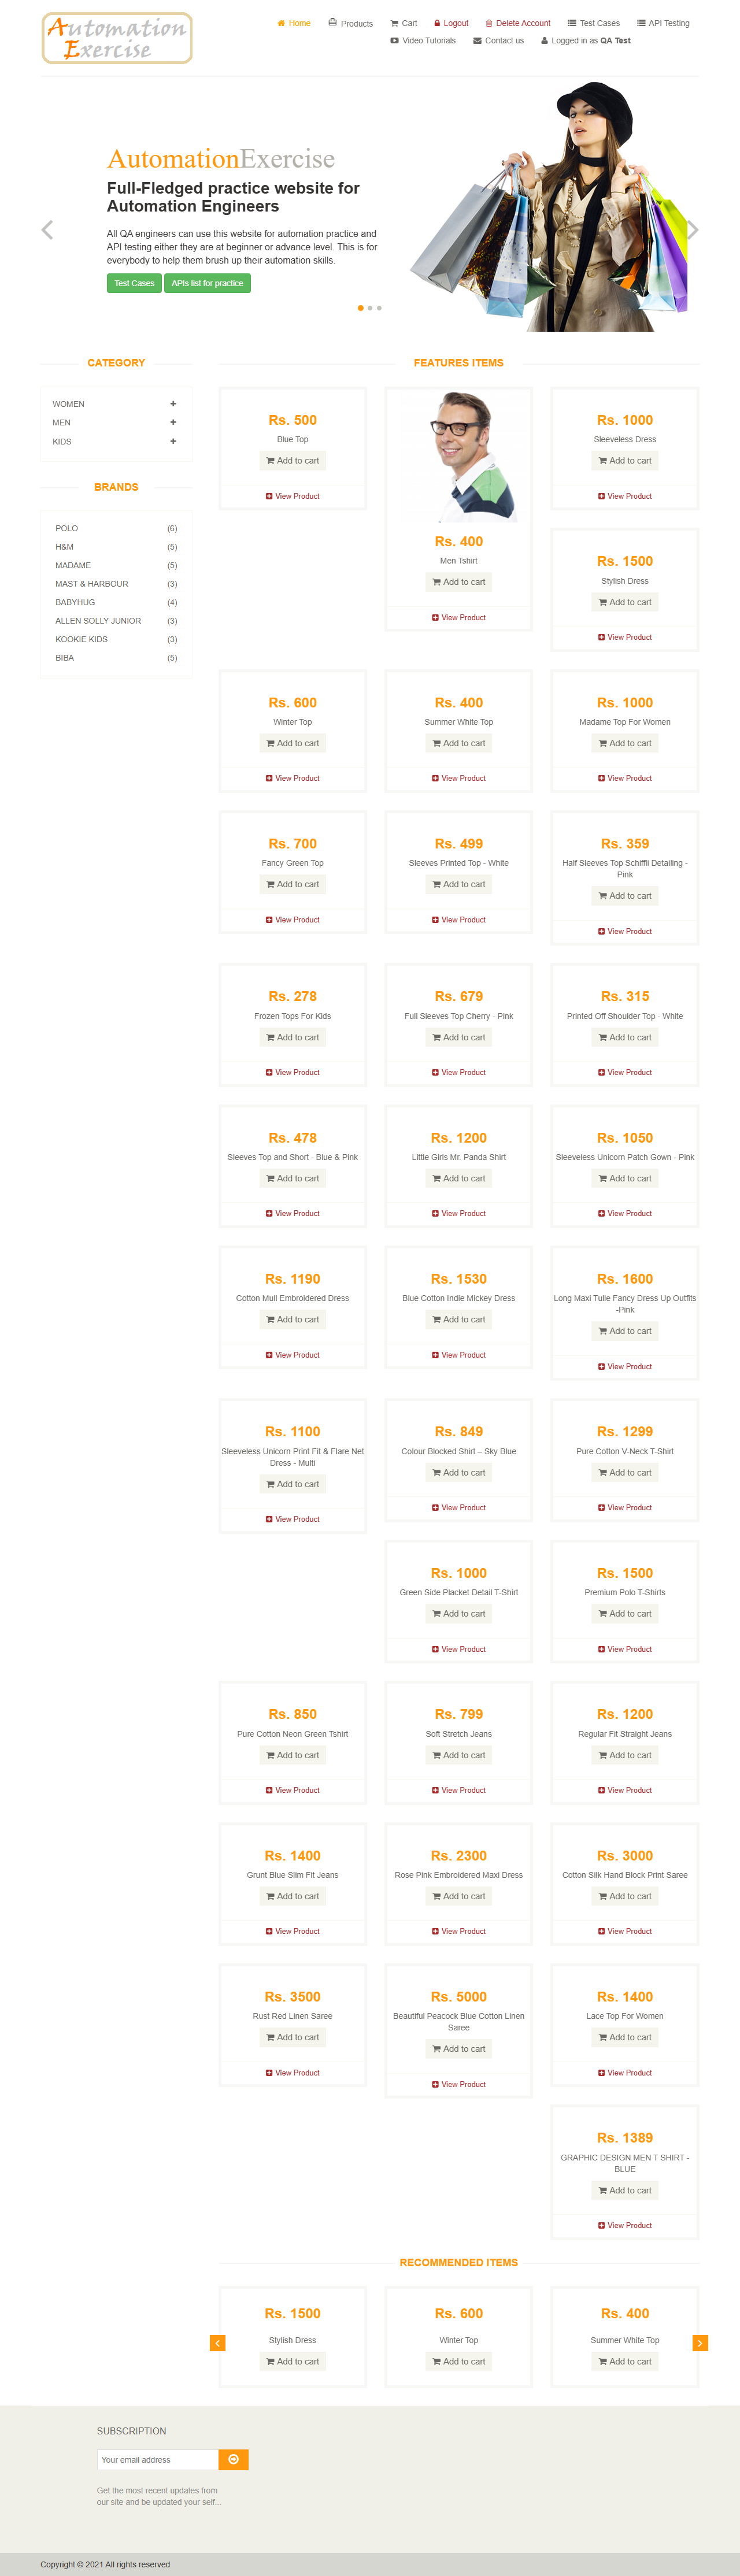 Automation
Exercise
Home
Products
Cart
Logout
Delete Account
Test Cases
API Testing
Video Tutorials
Contact us
Logged in as QA Test
AutomationExercise
Full-Fledged practice website for
Automation Engineers
All QA engineers can use this website for automation practice and
API testing either they are at beginner or advance level. This is for
everybody to help them brush up their automation skills.
Test Cases
APIs list for practice
CATEGORY
WOMEN
MEN
KIDS
BRANDS
POLO (6)
H&M (5)
MADAME (5)
MAST & HARBOUR (3)
BABYHUG (4)
ALLEN SOLLY JUNIOR (3)
KOOKIE KIDS (3)
BIBA (5)
FEATURES ITEMS
Rs. 500
Blue Top
Add to cart
View Product
Rs. 400
Men Tshirt
Add to cart
View Product
Rs. 1000
Sleeveless Dress
Add to cart
View Product
Rs. 1500
Stylish Dress
Add to cart
View Product
Rs. 600
Winter Top
Add to cart
View Product
Rs. 400
Summer White Top
Add to cart
View Product
Rs. 1000
Madame Top For Women
Add to cart
View Product
Rs. 700
Fancy Green Top
Add to cart
View Product
Rs. 499
Sleeves Printed Top - White
Add to cart
View Product
Rs. 359
Half Sleeves Top Schiffli Detailing -
Pink
Add to cart
View Product
Rs. 278
Frozen Tops For Kids
Add to cart
View Product
Rs. 679
Full Sleeves Top Cherry - Pink
Add to cart
View Product
Rs. 315
Printed Off Shoulder Top - White
Add to cart
View Product
Rs. 478
Sleeves Top and Short - Blue & Pink
Add to cart
View Product
Rs. 1200
Little Girls Mr. Panda Shirt
Add to cart
View Product
Rs. 1050
Sleeveless Unicorn Patch Gown - Pink
Add to cart
View Product
Rs. 1190
Cotton Mull Embroidered Dress
Add to cart
View Product
Rs. 1530
Blue Cotton Indie Mickey Dress
Add to cart
View Product
Rs. 1600
Long Maxi Tulle Fancy Dress Up Outfits
-Pink
Add to cart
View Product
Rs. 1100
Sleeveless Unicorn Print Fit & Flare Net
Dress - Multi
Add to cart
View Product
Rs. 849
Colour Blocked Shirt – Sky Blue
Add to cart
View Product
Rs. 1299
Pure Cotton V-Neck T-Shirt
Add to cart
View Product
Rs. 1000
Green Side Placket Detail T-Shirt
Add to cart
View Product
Rs. 1500
Premium Polo T-Shirts
Add to cart
View Product
Rs. 850
Pure Cotton Neon Green Tshirt
Add to cart
View Product
Rs. 799
Soft Stretch Jeans
Add to cart
View Product
Rs. 1200
Regular Fit Straight Jeans
Add to cart
View Product
Rs. 1400
Grunt Blue Slim Fit Jeans
Add to cart
View Product
Rs. 2300
Rose Pink Embroidered Maxi Dress
Add to cart
View Product
Rs. 3000
Cotton Silk Hand Block Print Saree
Add to cart
View Product
Rs. 3500
Rust Red Linen Saree
Add to cart
View Product
Rs. 5000
Beautiful Peacock Blue Cotton Linen
Saree
Add to cart
View Product
Rs. 1400
Lace Top For Women
Add to cart
View Product
Rs. 1389
GRAPHIC DESIGN MEN T SHIRT -
BLUE
Add to cart
View Product
RECOMMENDED ITEMS
Rs. 1500
Stylish Dress
Add to cart
Rs. 600
Winter Top
Add to cart
Rs. 400
Summer White Top
Add to cart
SUBSCRIPTION
Your email address
Get the most recent updates from
our site and be updated your self...
Copyright © 2021 All rights reserved